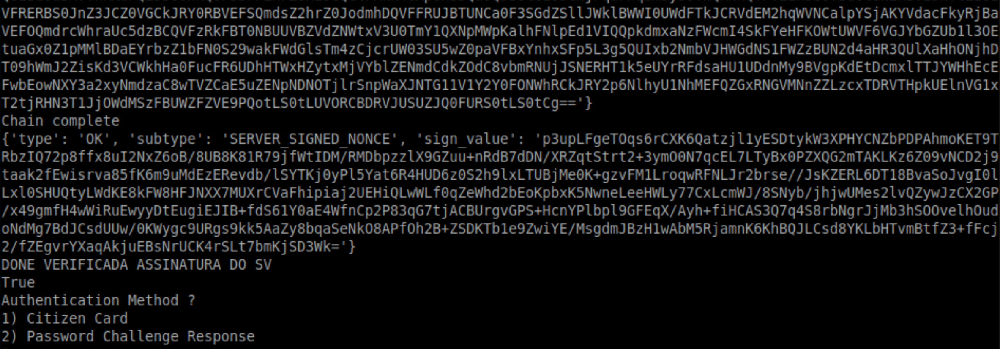 VFRERBS0JnZ3JCZ0VGCkJRY0RBVEFSQmdsZ2hrZ0JodmhDQVFFRUJBTUNCa0F3SGdZSllJWklBWWI0UWdFTkJCRVdEM2hqWVNCalpYSjAKYVdacFkyRjBa
VEFOQmdrcWhraUc5dzBCQVFzRkFBT0NBUUVBZVdZNWtxV3U0TmY1QXNpMWpKalhFNlpEd1VIQQpkdmxaNzFWcmI4SkFYeHFKOWtUWVF6VGJYbGZUb1l3OE
tuaGx0Z1pMMlBDaEYrbzZ1bFN0S29wakFWdGlsTm4zCjcrUW03SU5wZ0paVFBxYnhxSFp5L3g5QUIxb2NmbVJHWGdNS1FWZzBUN2d4aHR3QUlXaHhONjhD
T09hWmJ2ZisKd3VCWkhHa0FucFR6UDhHTWxHZytxMjVYblZENmdCdkZOdC8vbmRNUjJSNERHT1k5eUYrRFdsaHU1UDdnMy9BVgpKdEtDcmxlTTJYWHhEcE
FwbEowNXY3a2xyNmdzaC8wTVZCaE5uZENpNDNOTjlrSnpWaXJNTG11V1Y2Y0FONWhRCkJRY2p6NlhyU1NhMEFQZGxRNGVMNnZZLzcxTDRVTHpkUElnVG1x
T2tjRHN3T1JjOWdMSzFBUWZFZVE9PQotLS0tLUVORCBDRVJUSUZJQ0FURS0tLS0tCg=='}
Chain complete
{'type': 'OK', 'subtype': 'SERVER_SIGNED_NONCE', 'sign_value': 'p3upLFgeTOqs6rCXK6Qatzjl1yESDtykW3XPHYCNZbPDPAhmoKET9T
RbzIQ72p8ffx8uI2NxZ6oB/8UB8K81R79jfWtIDM/RMDbpzzlX9GZuu+nRdB7dDN/XRZqtStrt2+3ymO0N7qcEL7LTyBx0PZXQG2mTAKLKz6Z09vNCD2j9
taak2fEwisrva85fK6m9uMdEzERevdb/lSYTKj0yPl5Yat6R4HUD6z0S2h9lxLTUBjMe0K+gzvFM1LroqwRFNLJr2brse//JsKZERL6DT18BvaSoJvgI0l
Lxl0SHUQtyLWdKE8kFW8HFJNXX7MUXrCVaFhipiaj2UEHiQLwWLf0qZeWhd2bEoKpbxK5NwneLeeHWLy77CxLcmWJ/8SNyb/jhjwUMes2lvQZywJzCX2GP
/x49gmfH4wWiRuEwyyDtEugiEJIB+fdS61Y0aE4WfnCp2P83qG7tjACBUrgvGPS+HcnYPlbpl9GFEqX/Ayh+fiHCAS3Q7q4S8rbNgrJjMb3hSOOvelhOud
oNdMg7BdJCsdUUw/0KWygc9URgs9kk5AaZy8bqaSeNkO8APfOh2B+ZSDKTb1e9ZwiYE/MsgdmJBzH1wAbM5RjamnK6KhBQJLCsd8YKLbHTvmBtfZ3+fFcj
2/fZEgvrYXaqAkjuEBsNrUCK4rSLt7bmKjSD3Wk='}
DONE VERIFICADA ASSINATURA DO SV
True
Authentication Method ?
1) Citizen Card
2) Password Challenge Response